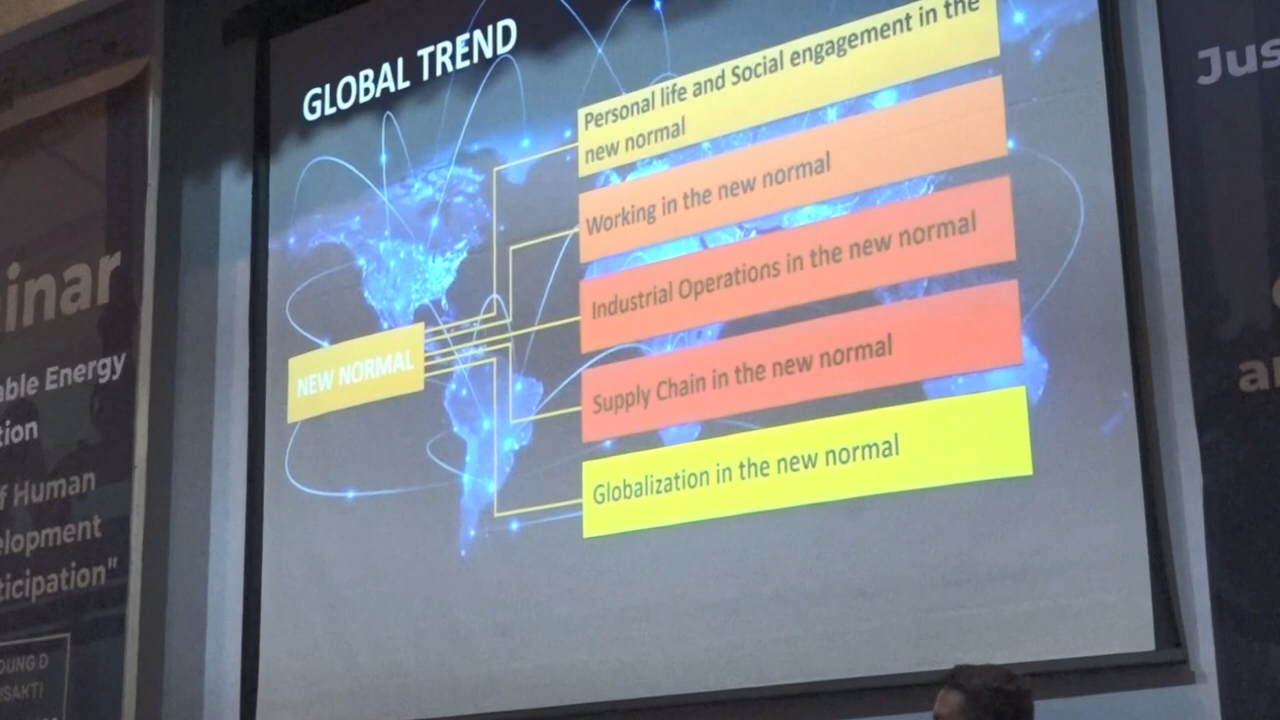 GLOBAL TREND
Personal life and Social engagement in the
new normal
Working in the new normal
Industrial Operations in the new normal
Supply Chain in the new normal
Globalization in the new normal
NEW NORMAL
inar
able Energy
tion
f Human
elopment
ticipation"
OUNG D
ISAKTI
Jus